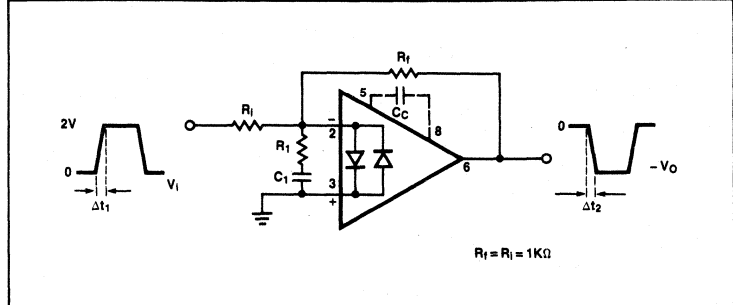 Rf
5
CC
8
2V
0
Vi
Δt1
Ri
R1
C1
−
2
3
+
6
0
−VO
Δt2
Rf = Ri = 1KΩ